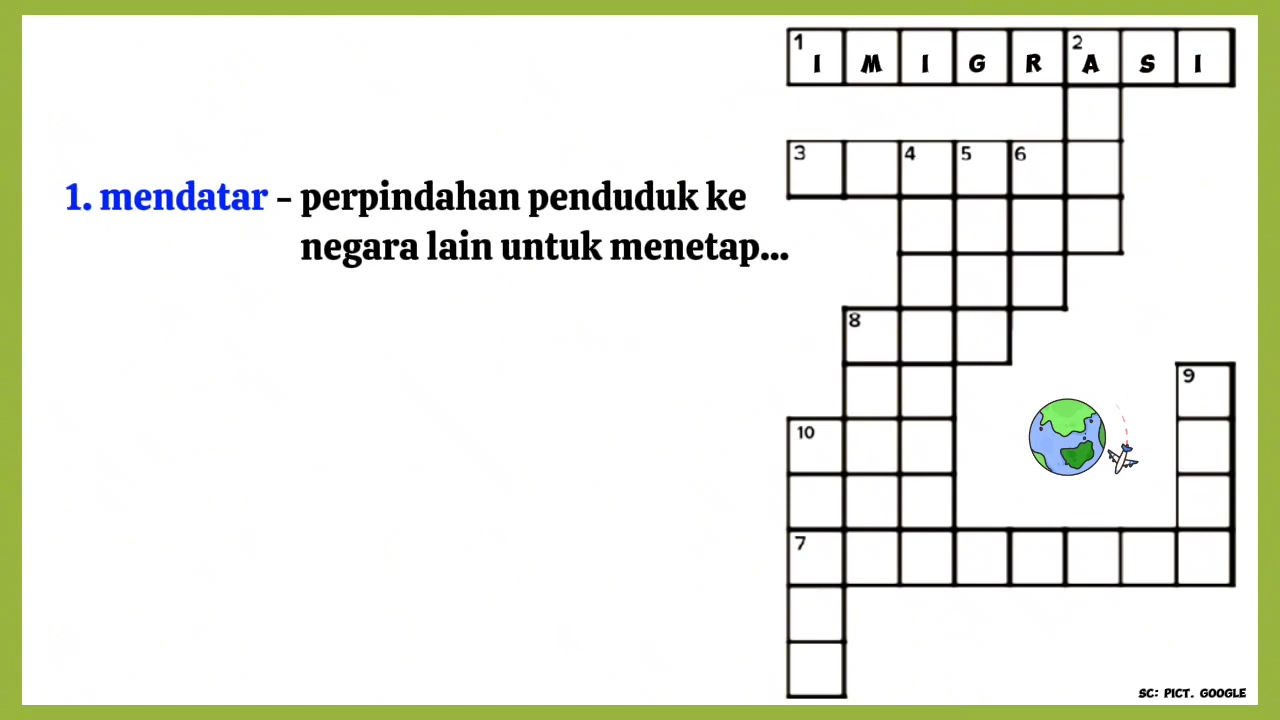 1. mendatar - perpindahan penduduk ke
negara lain untuk menetap...
1 I M I G R 2 A S I
3 4 5 6
8
9
10
7
SC: PICT. GOOGLE